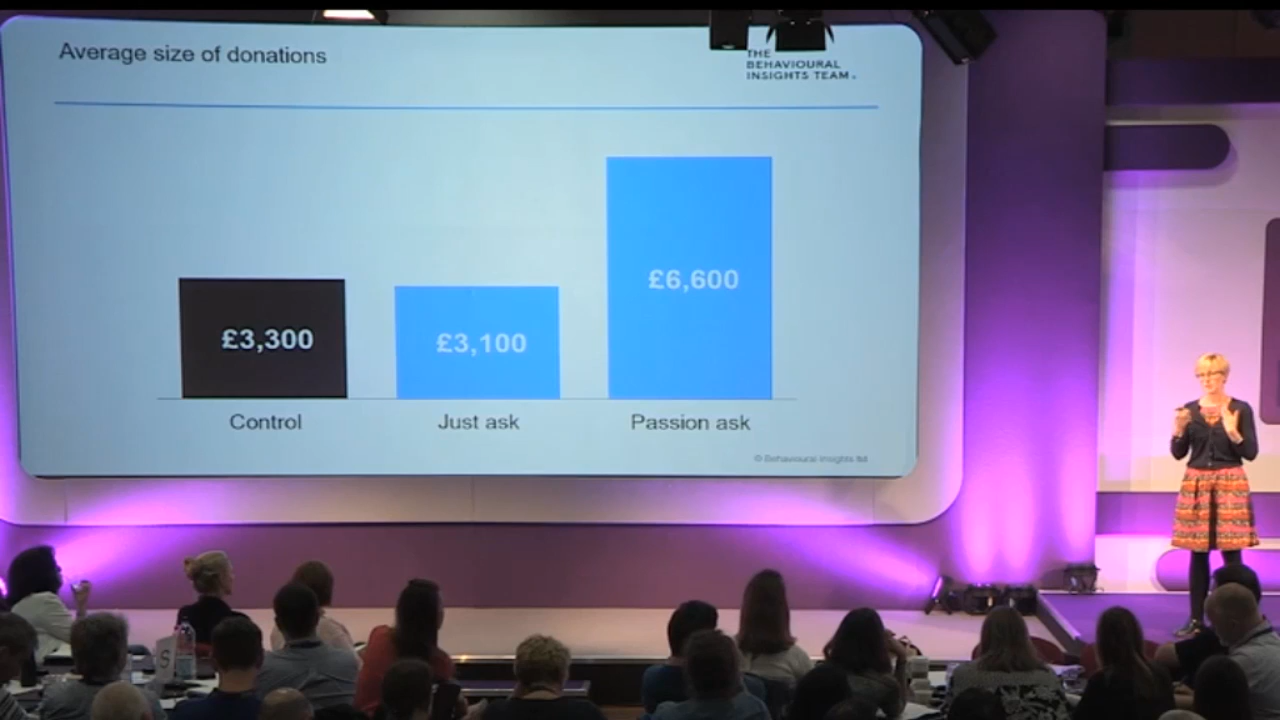 Average size of donations
THE
BEHAVIOURAL
INSIGHTS TEAM.
£6,600
£3,300
£3,100
Control
Just ask
Passion ask
© Behavioural Insights ltd
S